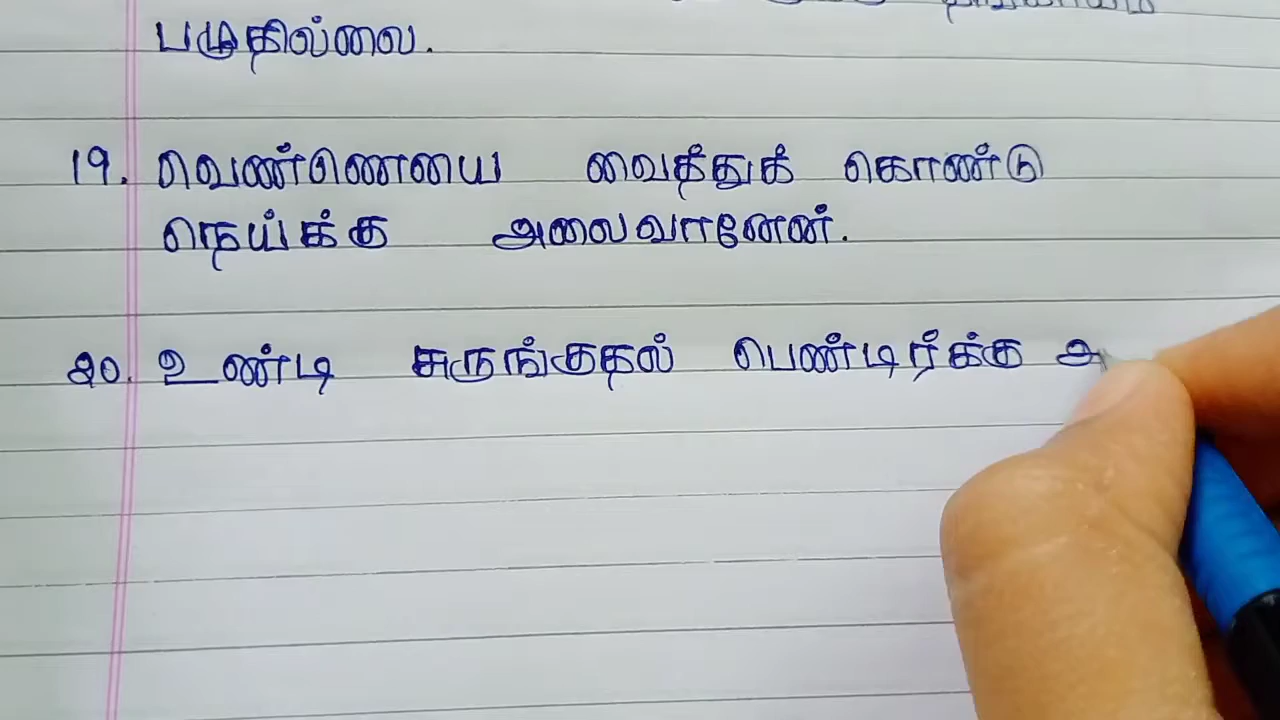 பழுதில்லை.
19. வெண்ணெயை வைத்துக் கொண்டு
நெய்க்கு அலைவானேன்.
20. உண்டி சுருங்குதல் பெண்டிர்க்கு அ